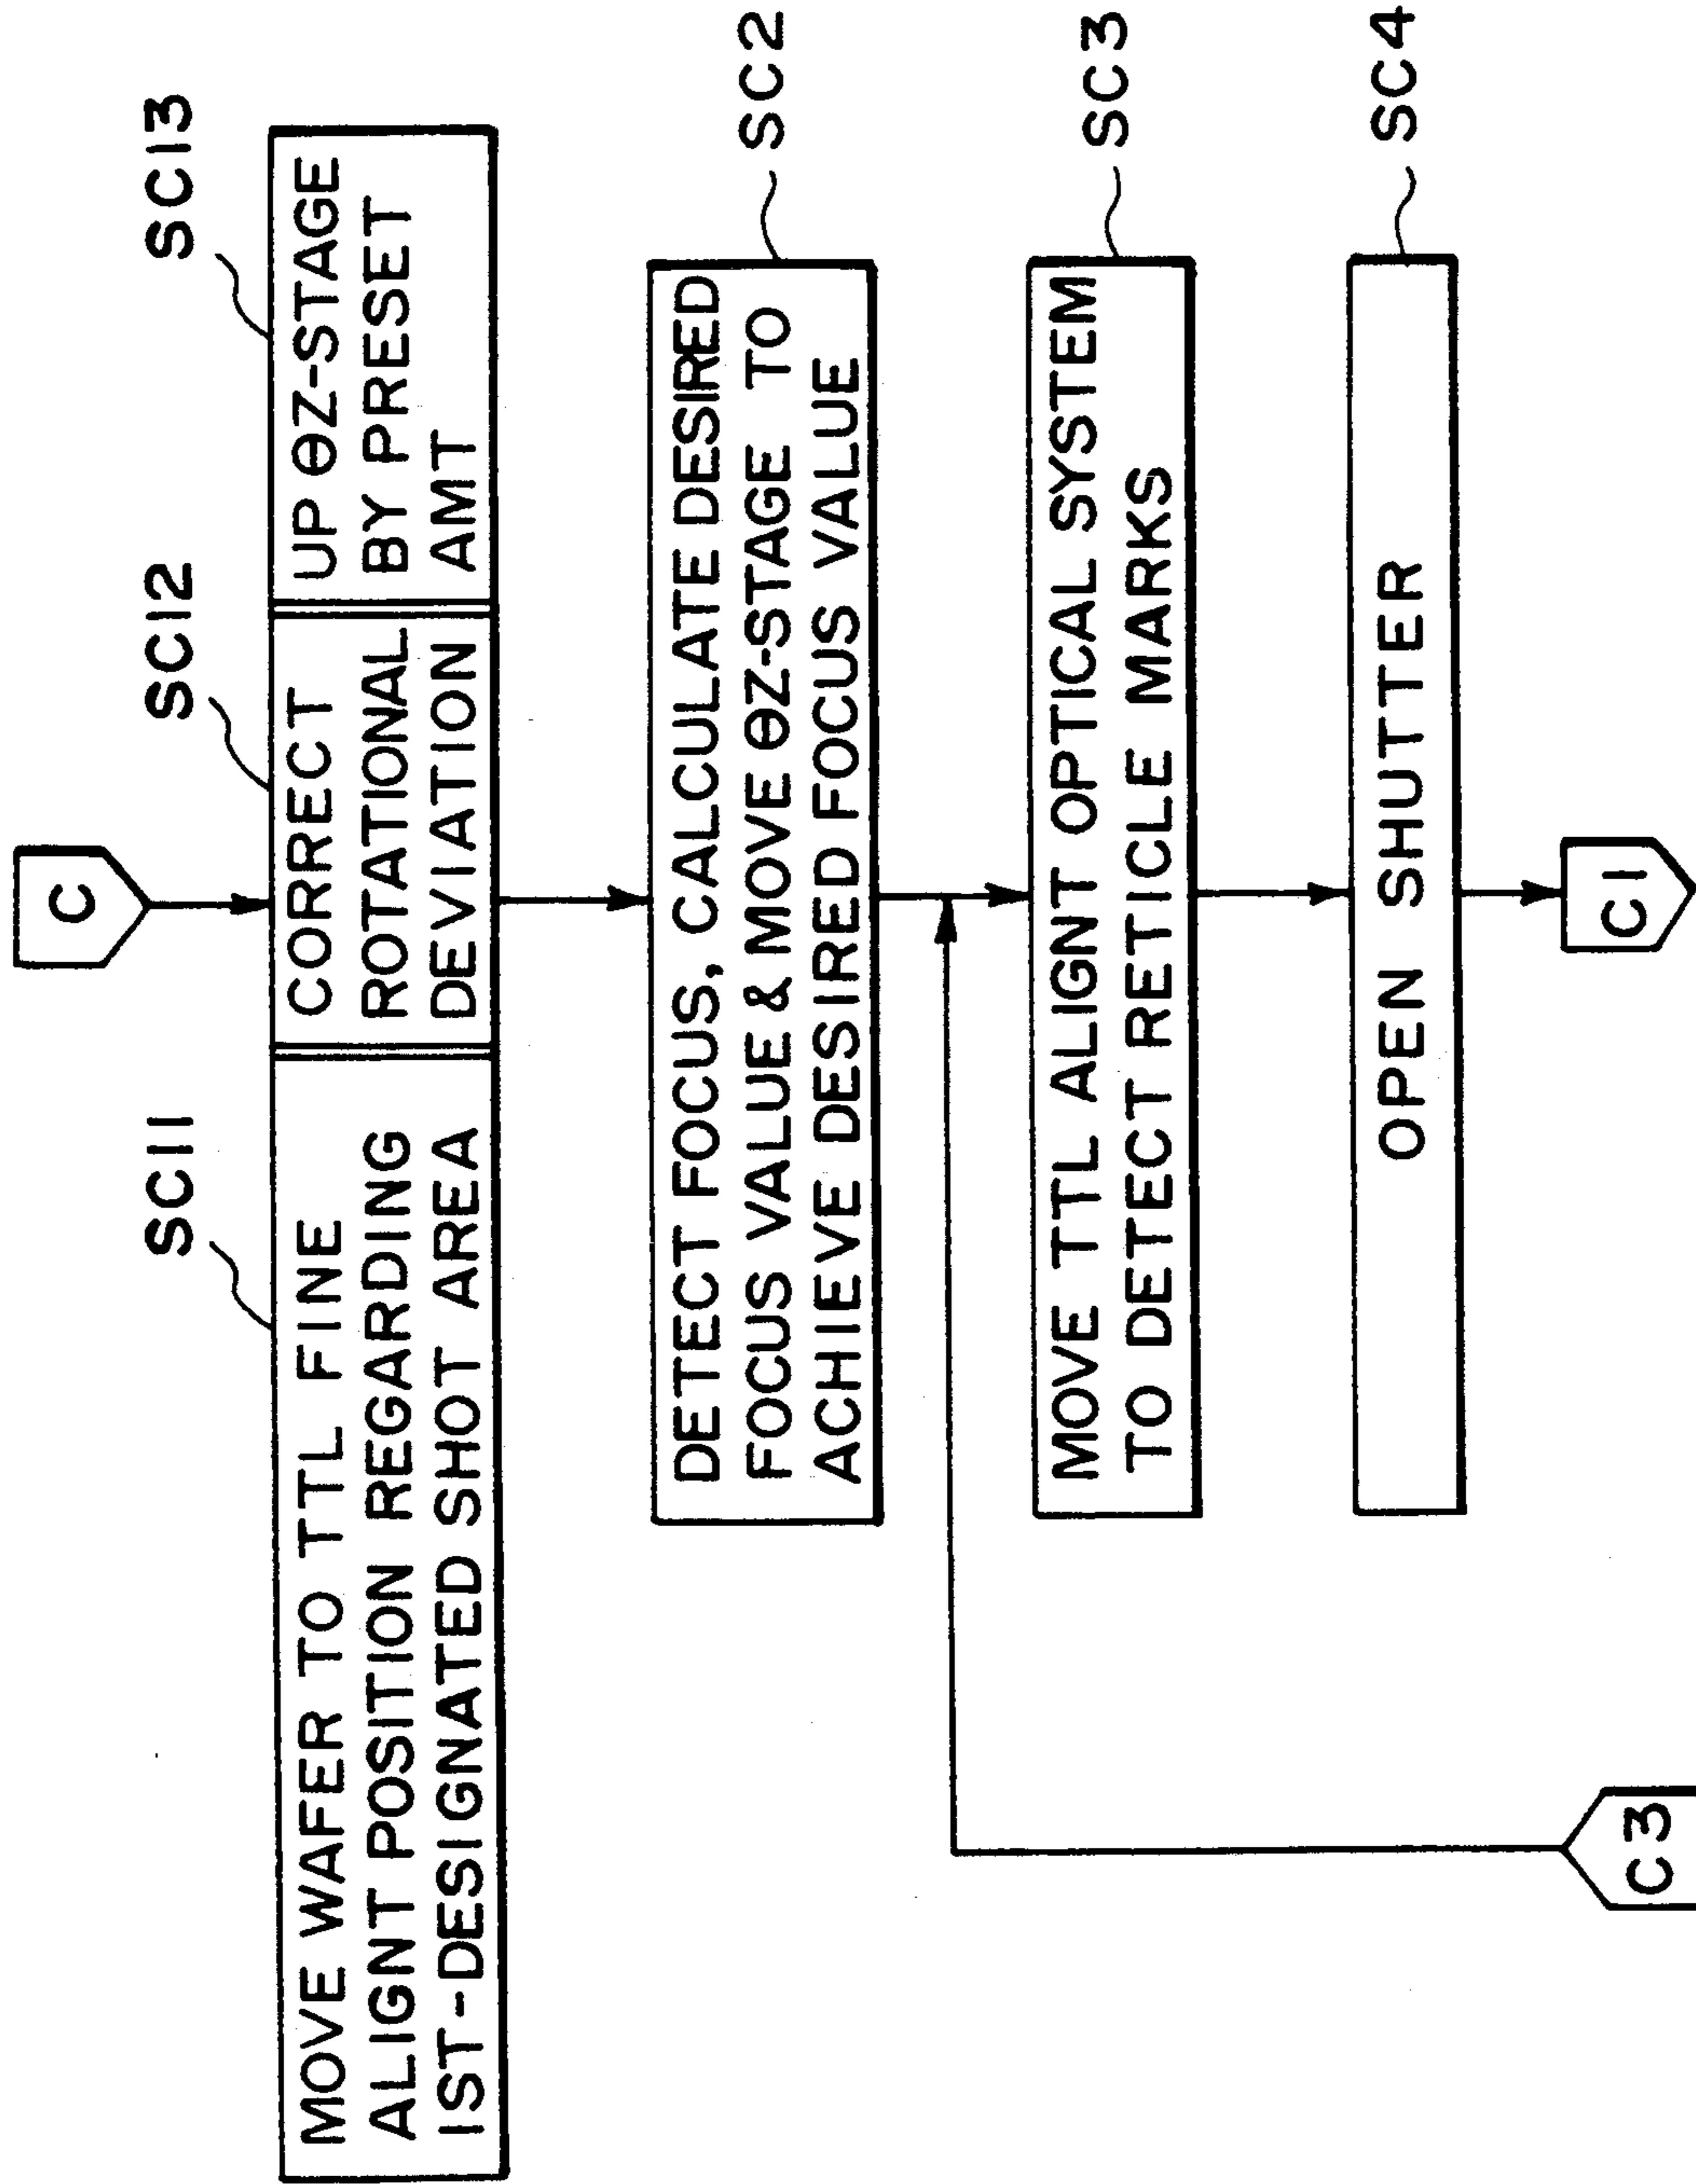 C
SC11
MOVE WAFER TO TTL FINE
ALIGNT POSITION REGARDING
1ST-DESIGNATED SHOT AREA
SC12
CORRECT
ROTATIONAL
DEVIATION
SC13
UP θZ-STAGE
BY PRESET
AMT
SC2
DETECT FOCUS, CALCULATE DESIRED
FOCUS VALUE & MOVE θZ-STAGE TO
ACHIEVE DESIRED FOCUS VALUE
SC3
MOVE TTL ALIGNT OPTICAL SYSTEM
TO DETECT RETICLE MARKS
SC4
OPEN SHUTTER
C3
C1